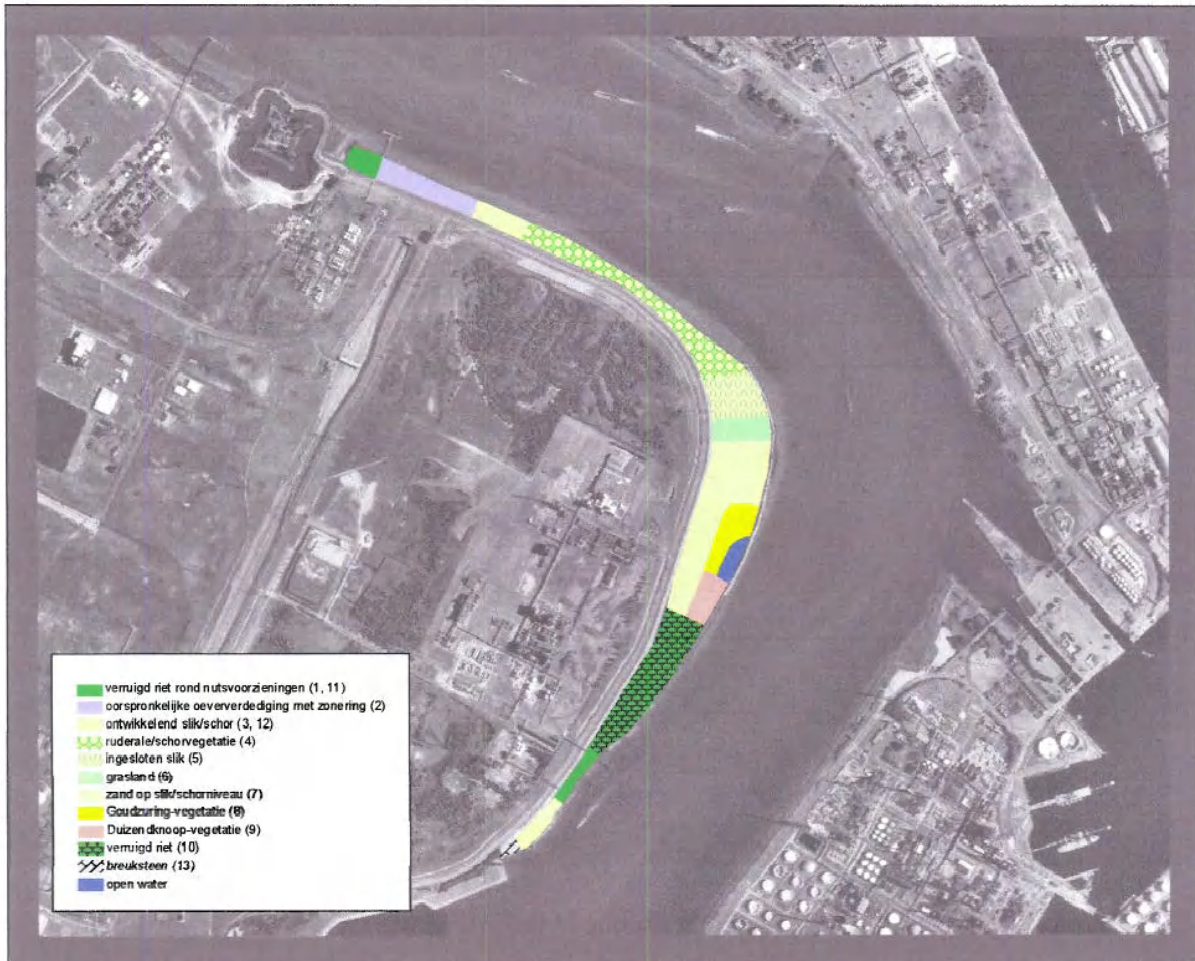 verruigd riet rond nutsvoorzieningen (1, 11)
oorspronkelijke oeververdediging met zonering (2)
ontwikkelend slik/schor (3, 12)
ruderale/schorvegetatie (4)
ingesloten slik (5)
grasland (6)
zand op slik/schorniveau (7)
Goudzuring-vegetatie (8)
Duizendknoop-vegetatie (9)
verruigd riet (10)
breuksteen (13)
open water